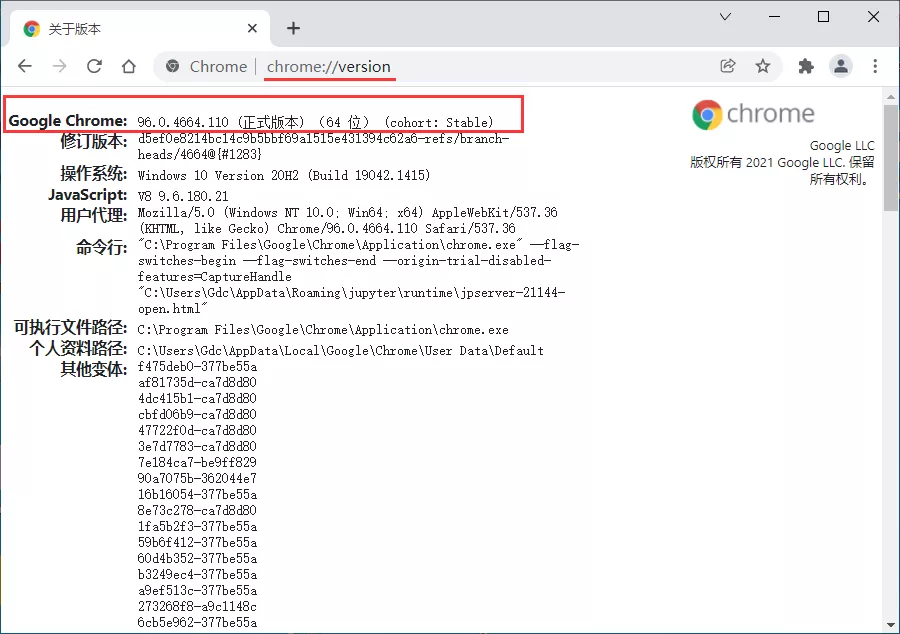 关于版本
Chrome | chrome://version
Google Chrome: 96.0.4664.110 (正式版本) (64 位) (cohort: Stable)
修订版本: d5ef0e8214bc14c9b5bbf69a1515e431394c62a6-refs/branch-
heads/4664@{#1283}
操作系统: Windows 10 Version 20H2 (Build 19042.1415)
JavaScript: V8 9.6.180.21
用户代理: Mozilla/5.0 (Windows NT 10.0; Win64; x64) AppleWebKit/537.36
(KHTML, like Gecko) Chrome/96.0.4664.110 Safari/537.36
命令行: "C:\Program Files\Google\Chrome\Application\chrome.exe" --flag-
switches-begin --flag-switches-end --origin-trial-disabled-
features=CaptureHandle
"C:\Users\Gdc\AppData\Roaming\jupyter\runtime\jpserver-21144-
open.html"
可执行文件路径: C:\Program Files\Google\Chrome\Application\chrome.exe
个人资料路径: C:\Users\Gdc\AppData\Local\Google\Chrome\User Data\Default
其他变体: f475deb0-377be55a
af81735d-ca7d8d80
4dc415b1-ca7d8d80
cbfd06b9-ca7d8d80
47722f0d-ca7d8d80
3e7d7783-ca7d8d80
7e184ca7-be9ff829
90a7075b-362044e7
16b16054-377be55a
8e73c278-ca7d8d80
1fa5b2f3-377be55a
59b6f412-377be55a
60d4b352-377be55a
b3249ec4-377be55a
a9ef513c-377be55a
273268f8-a9c1148c
6cb5e962-377be55a
chrome
Google LLC
版权所有 2021 Google LLC. 保留
所有权利。